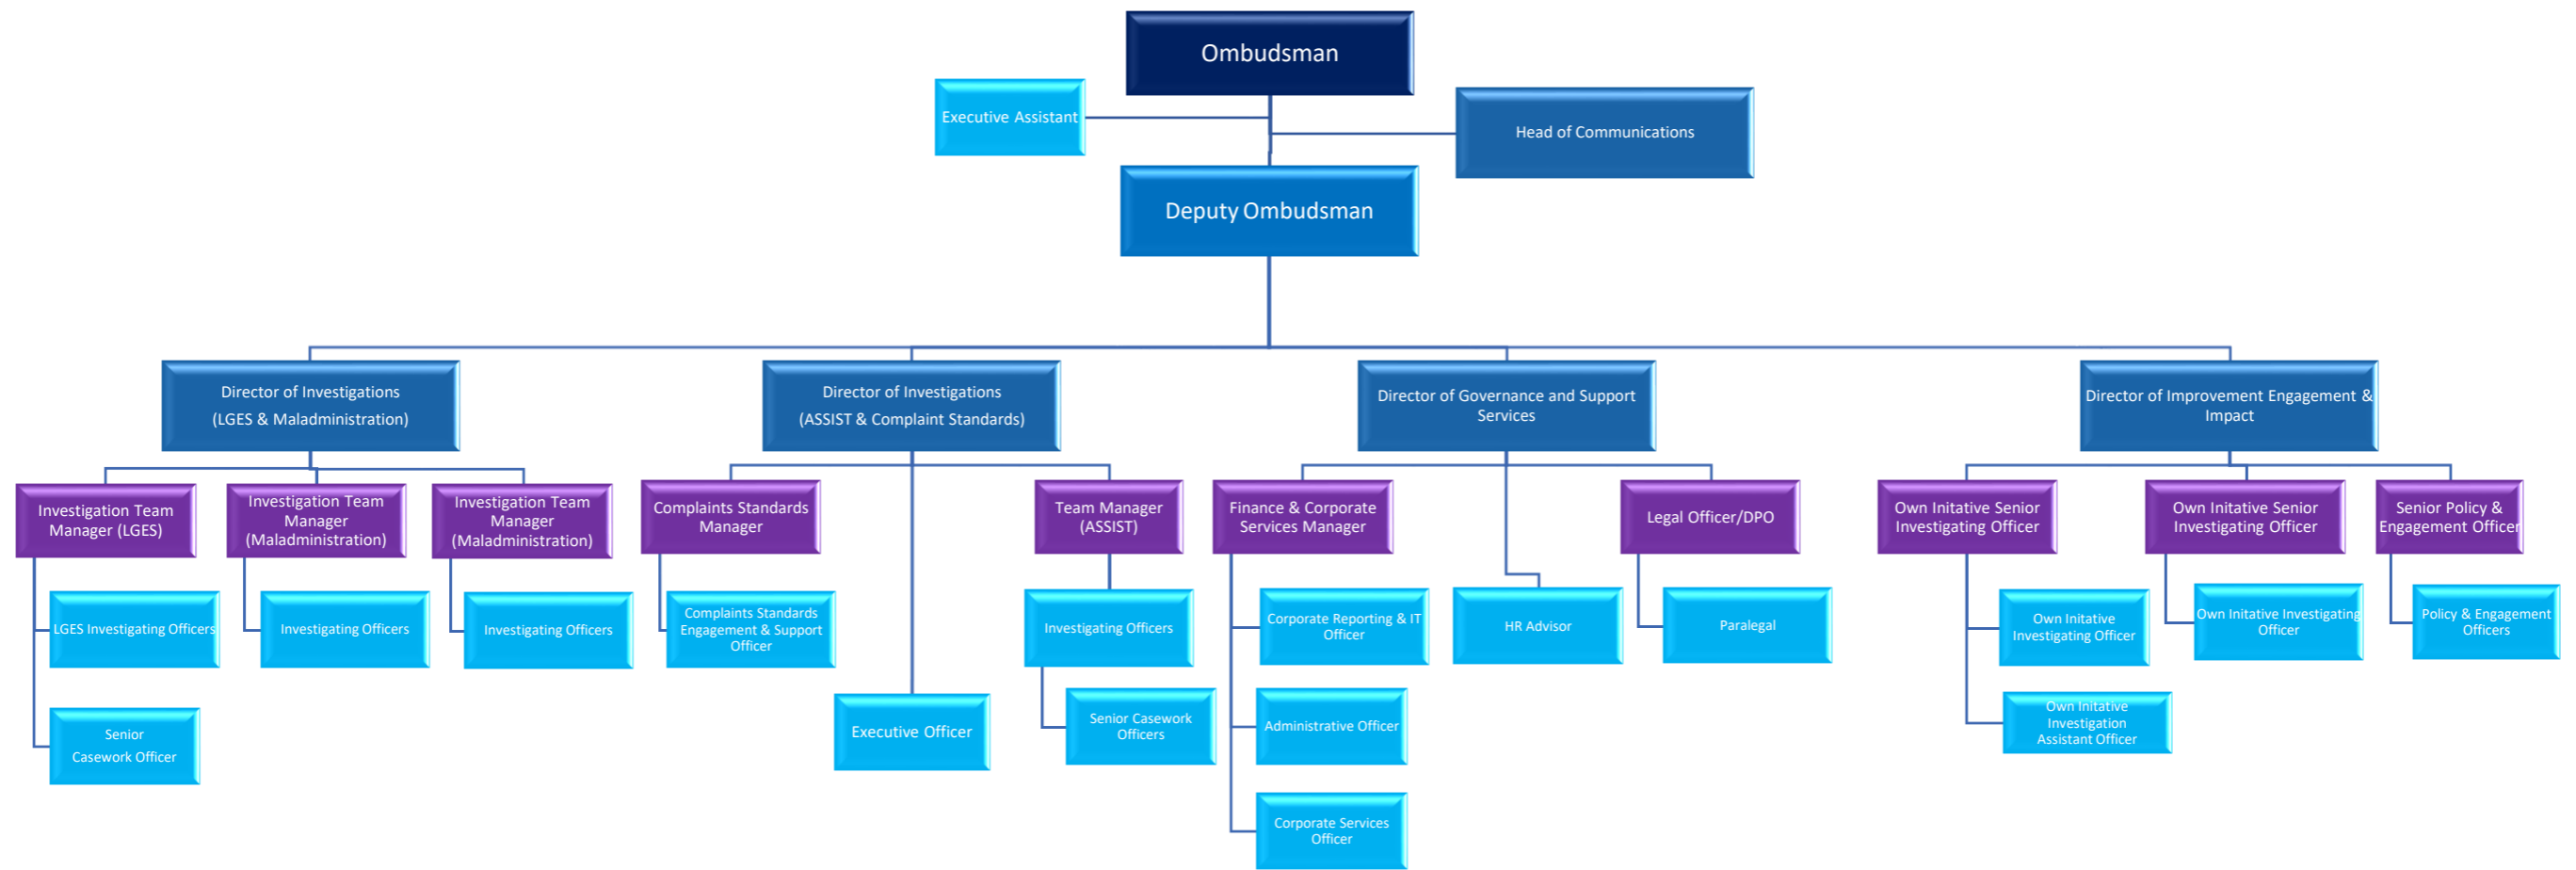 Ombudsman
Executive Assistant
Head of Communications
Deputy Ombudsman
Director of Investigations
(LGES & Maladministration)
Director of Investigations
(ASSIST & Complaint Standards)
Director of Governance and Support
Services
Director of Improvement Engagement &
Impact
Investigation Team
Manager (LGES)
Investigation Team
Manager
(Maladministration)
Investigation Team
Manager
(Maladministration)
Complaints Standards
Manager
Team Manager
(ASSIST)
Finance & Corporate
Services Manager
Legal Officer/DPO
Own Initative Senior
Investigating Officer
Own Initative Senior
Investigating Officer
Senior Policy &
Engagement Officer
LGES Investigating Officers
Investigating Officers
Investigating Officers
Complaints Standards
Engagement & Support
Officer
Investigating Officers
Corporate Reporting & IT
Officer
HR Advisor
Paralegal
Own Initative
Investigating Officer
Own Initative Investigating
Officer
Policy & Engagement
Officers
Senior
Casework Officer
Executive Officer
Senior Casework
Officers
Administrative Officer
Own Initative
Investigation
Assistant Officer
Corporate Services
Officer